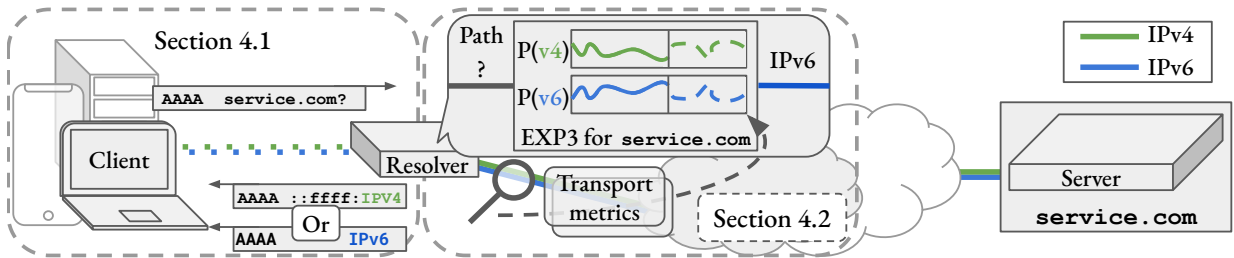 Section 4.1
AAAA service.com?
Client
AAAA ::ffff:IPV4
Or
AAAA IPv6
Resolver
Path
?
P(v4)
P(v6)
EXP3 for service.com
IPv6
Transport
metrics
Section 4.2
IPv4
IPv6
Server
service.com